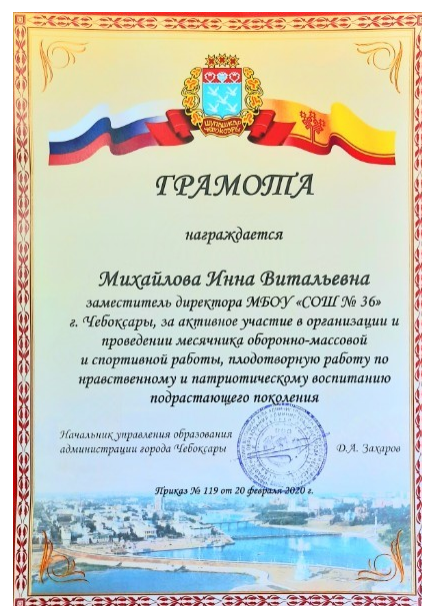 ШУПАШКАР
ЧЕБОКСАРЫ
ГРАМОТА
награждается
Михайлова Инна Витальевна
заместитель директора МБОУ «СОШ № 36»
г. Чебоксары, за активное участие в организации и
проведении месячника оборонно-массовой
и спортивной работы, плодотворную работу по
нравственному и патриотическому воспитанию
подрастающего поколения
Начальник управления образования
администрации города Чебоксары
Д.А. Захаров
Приказ № 119 от 20 февраля 2020 г.